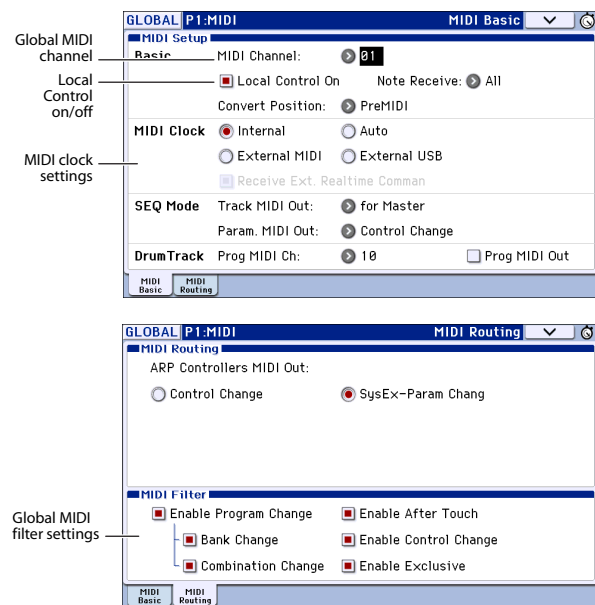 GLOBAL P1:MIDI MIDI Basic
MIDI Setup
Global MIDI channel
Basic MIDI Channel: 01
Local Control on/off
Local Control On Note Receive: All
Convert Position: PreMIDI
MIDI Clock Internal Auto
MIDI clock settings
External MIDI External USB
Receive Ext. Realtime Comman
SEQ Mode Track MIDI Out: for Master
Param. MIDI Out: Control Change
DrumTrack Prog MIDI Ch: 10 Prog MIDI Out
MIDI Basic MIDI Routing
GLOBAL P1:MIDI MIDI Routing
MIDI Routing
ARP Controllers MIDI Out:
Control Change SysEx-Param Chang
MIDI Filter
Global MIDI filter settings
Enable Program Change Enable After Touch
Bank Change Enable Control Change
Combination Change Enable Exclusive
MIDI Basic MIDI Routing